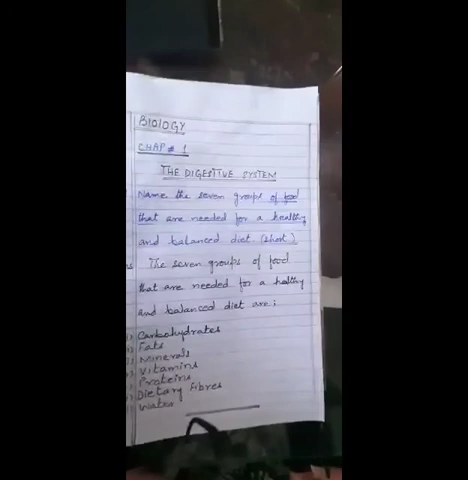 BIOLOGY
CHAP # 1
THE DIGESTIVE SYSTEM
Name the seven groups of food
that are needed for a healthy
and balanced diet. (short)
The seven groups of food
that are needed for a healthy
and balanced diet are;
Carbohydrates
Fats
Minerals
Vitamins
Proteins
Dietary Fibres
Water